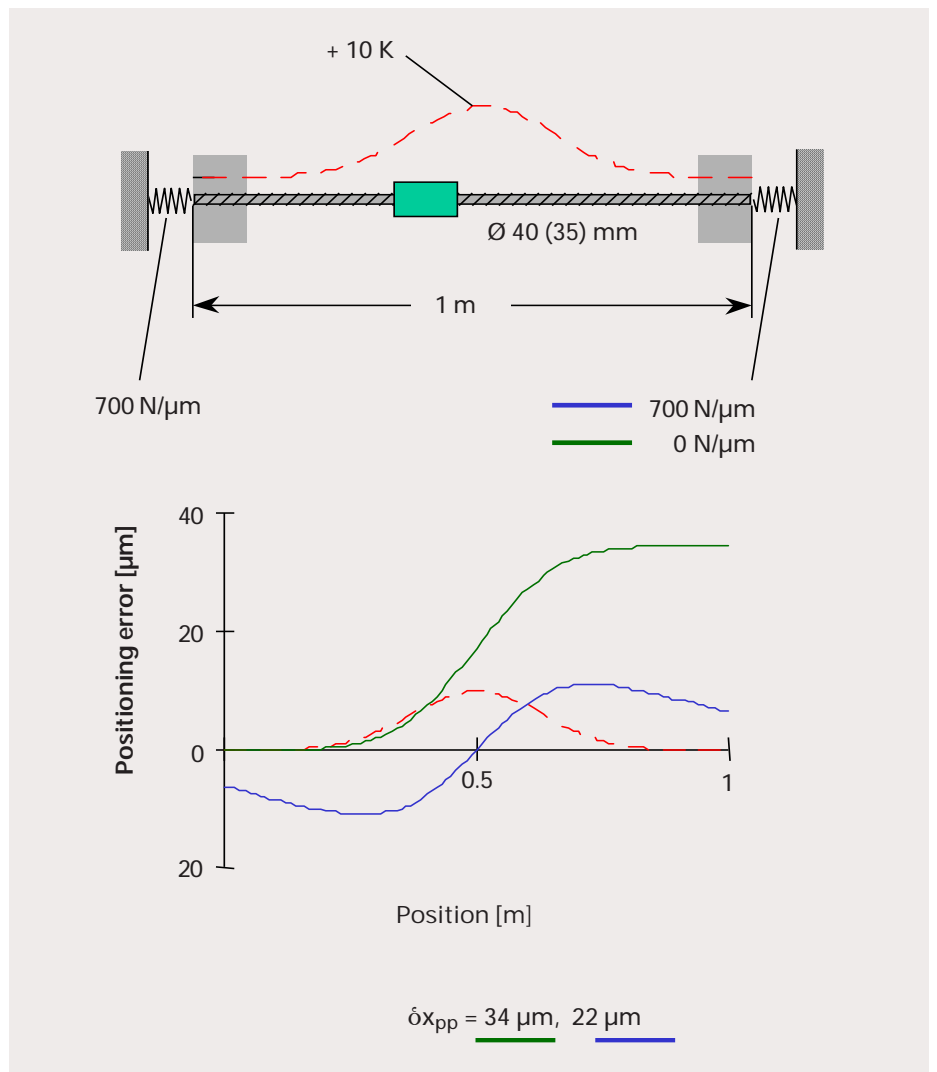 + 10 K
Ø 40 (35) mm
1 m
700 N/µm
700 N/µm
0 N/µm
Positioning error [µm]
40
20
0
20
0.5
1
Position [m]
δx_pp = 34 µm, 22 µm